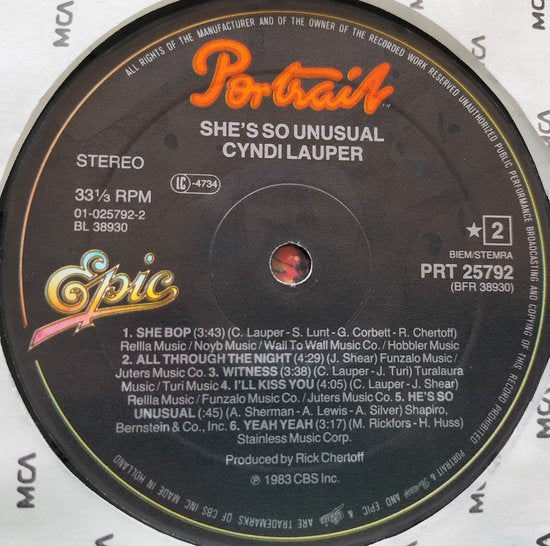 MCA
MCA
MCA
MCA
ALL RIGHTS OF THE MANUFACTURER AND OF THE OWNER OF THE RECORDED WORK RESERVED UNAUTHORIZED PUBLIC PERFORMANCE BROADCASTING AND COPYING OF THIS RECORD PROHIBITED
Portrait
SHE'S SO UNUSUAL
CYNDI LAUPER
STEREO
33⅓ RPM
LC-4734
01-025792-2
BL 38930
★ 2
BIEM/STEMRA
PRT 25792
(BFR 38930)
Epic
1. SHE BOP (3:43) (C. Lauper - S. Lunt - G. Corbett - R. Chertoff)
Rellla Music / Noyb Music / Wall To Wall Music Co. / Hobbler Music
2. ALL THROUGH THE NIGHT (4:29) (J. Shear) Funzalo Music /
Juters Music Co. 3. WITNESS (3:38) (C. Lauper - J. Turi) Turalaura
Music / Turi Music 4. I'LL KISS YOU (4:05) (C. Lauper - J. Shear)
Rellla Music / Funzalo Music Co. / Juters Music Co. 5. HE'S SO
UNUSUAL (:45) (A. Sherman - A. Lewis - A. Silver) Shapiro,
Bernstein & Co., Inc. 6. YEAH YEAH (3:17) (M. Rickfors - H. Huss)
Stainless Music Corp.
Produced by Rick Chertoff
℗ 1983 CBS Inc.
PORTRAIT & Portrait AND EPIC & Epic ARE TRADEMARKS OF CBS INC. MADE IN HOLLAND